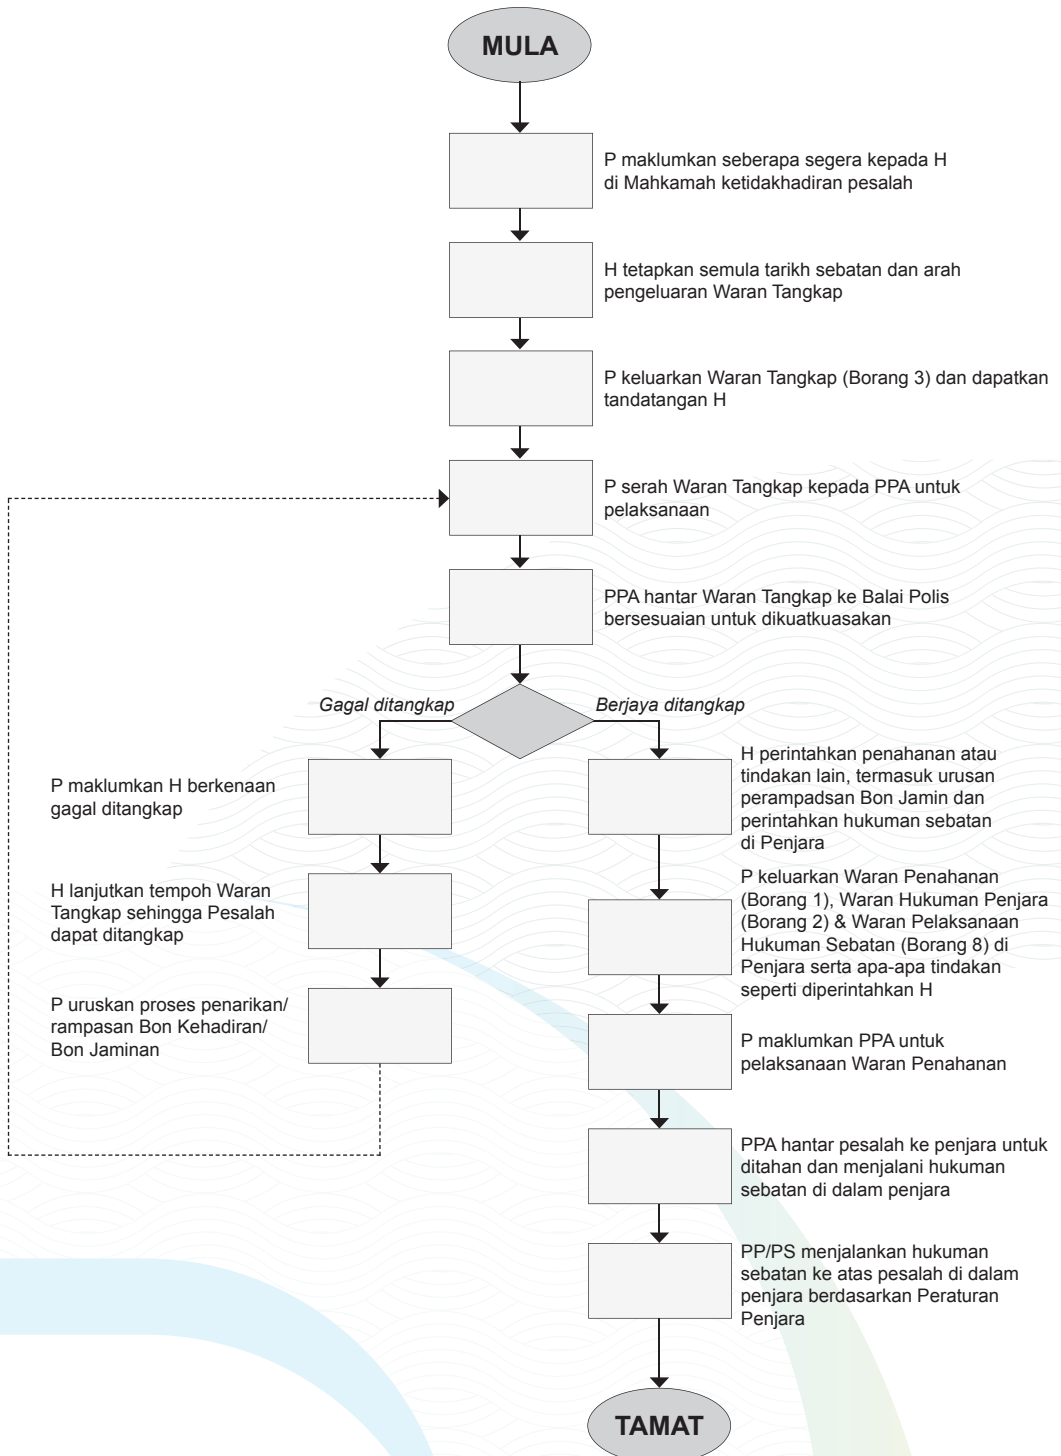 MULA
P maklumkan seberapa segera kepada H
di Mahkamah ketidakhadiran pesalah
H tetapkan semula tarikh sebatan dan arah
pengeluaran Waran Tangkap
P keluarkan Waran Tangkap (Borang 3) dan dapatkan
tandatangan H
P serah Waran Tangkap kepada PPA untuk
pelaksanaan
PPA hantar Waran Tangkap ke Balai Polis
bersesuaian untuk dikuatkuasakan
Gagal ditangkap
P maklumkan H berkenaan
gagal ditangkap
H lanjutkan tempoh Waran
Tangkap sehingga Pesalah
dapat ditangkap
P uruskan proses penarikan/
rampasan Bon Kehadiran/
Bon Jaminan
Berjaya ditangkap
H perintahkan penahanan atau
tindakan lain, termasuk urusan
perampadsan Bon Jamin dan
perintahkan hukuman sebatan
di Penjara
P keluarkan Waran Penahanan
(Borang 1), Waran Hukuman Penjara
(Borang 2) & Waran Pelaksanaan
Hukuman Sebatan (Borang 8) di
Penjara serta apa-apa tindakan
seperti diperintahkan H
P maklumkan PPA untuk
pelaksanaan Waran Penahanan
PPA hantar pesalah ke penjara untuk
ditahan dan menjalani hukuman
sebatan di dalam penjara
PP/PS menjalankan hukuman
sebatan ke atas pesalah di dalam
penjara berdasarkan Peraturan
Penjara
TAMAT